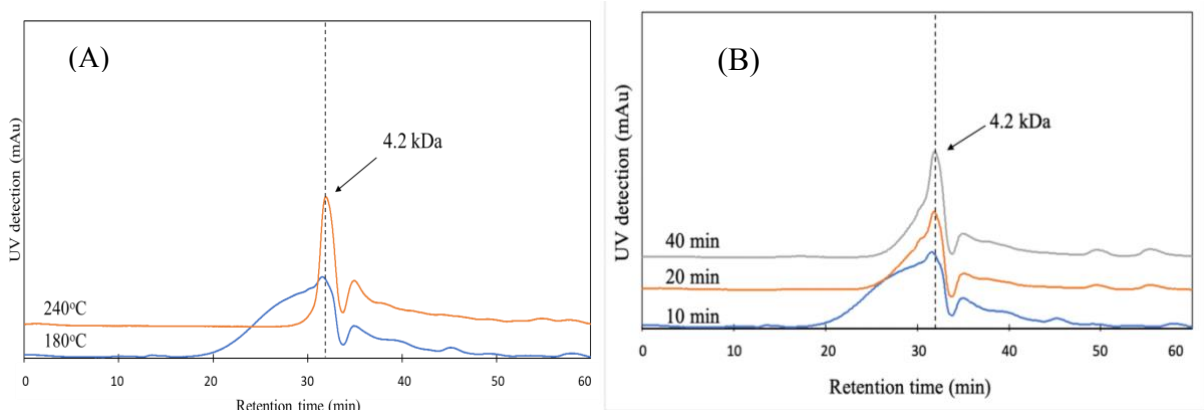 (A)
UV detection (mAu)
4.2 kDa
240°C
180°C
0 10 20 30 40 50 60
Retention time (min)
(B)
UV detection (mAu)
4.2 kDa
40 min
20 min
10 min
0 10 20 30 40 50 60
Retention time (min)